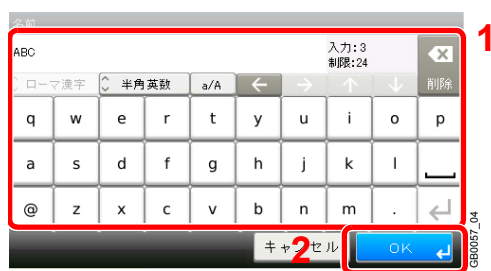 名前
1
ABC
入力:3
制限:24
ローマ漢字 半角英数 a/A ← → ↑ ↓ 削除
q w e r t y u i o p
a s d f g h j k l
@ z x c v b n m .
キャンセル OK
2
GB0057_04